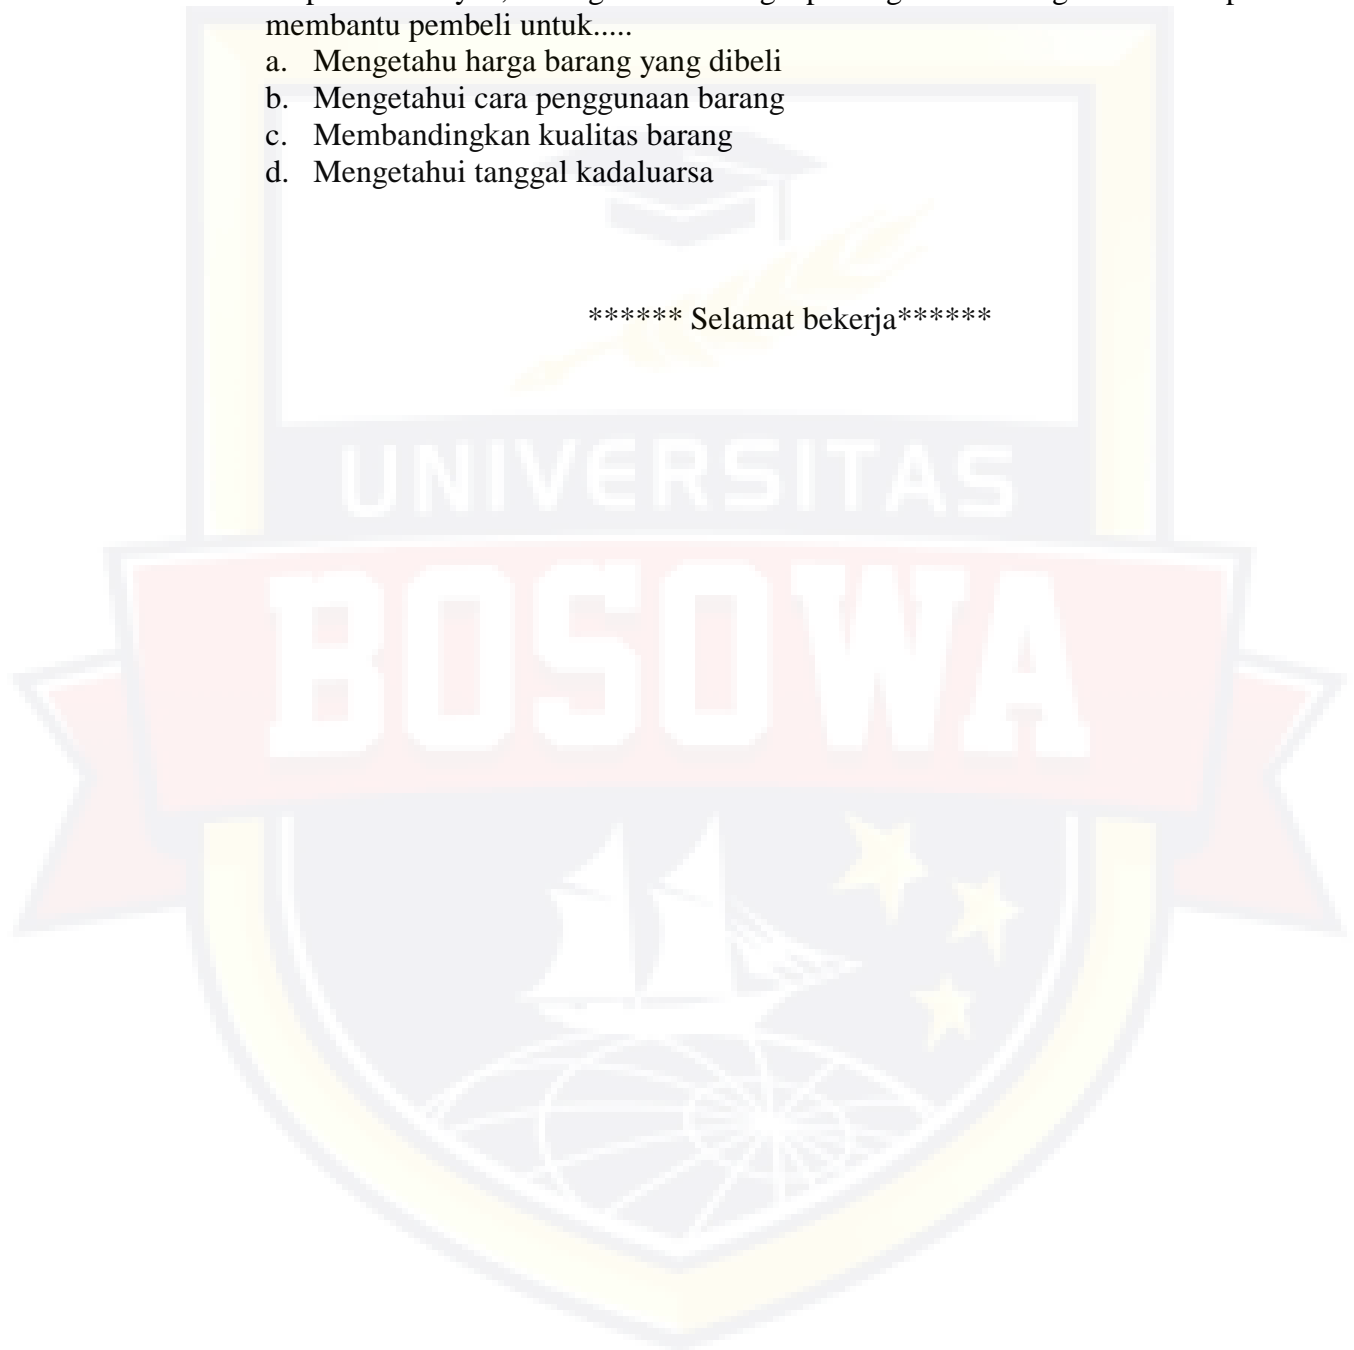 membantu pembeli untuk.....
a. Mengetahu harga barang yang dibeli
b. Mengetahui cara penggunaan barang
c. Membandingkan kualitas barang
d. Mengetahui tanggal kadaluarsa
****** Selamat bekerja******
UNIVERSITAS
BOSOWA